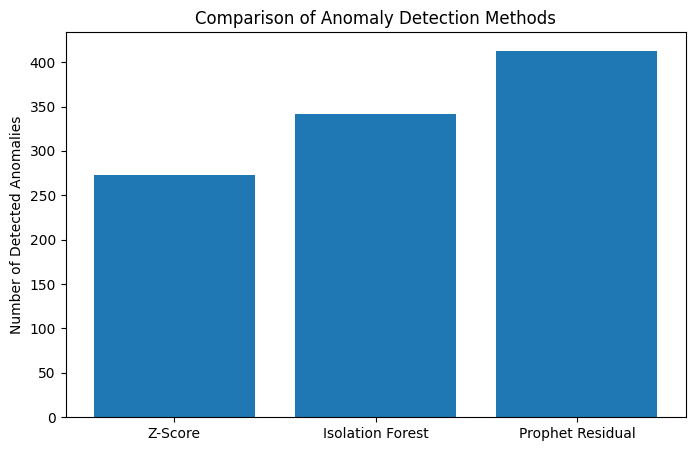 Comparison of Anomaly Detection Methods
Number of Detected Anomalies
400
350
300
250
200
150
100
50
0
Z-Score
Isolation Forest
Prophet Residual